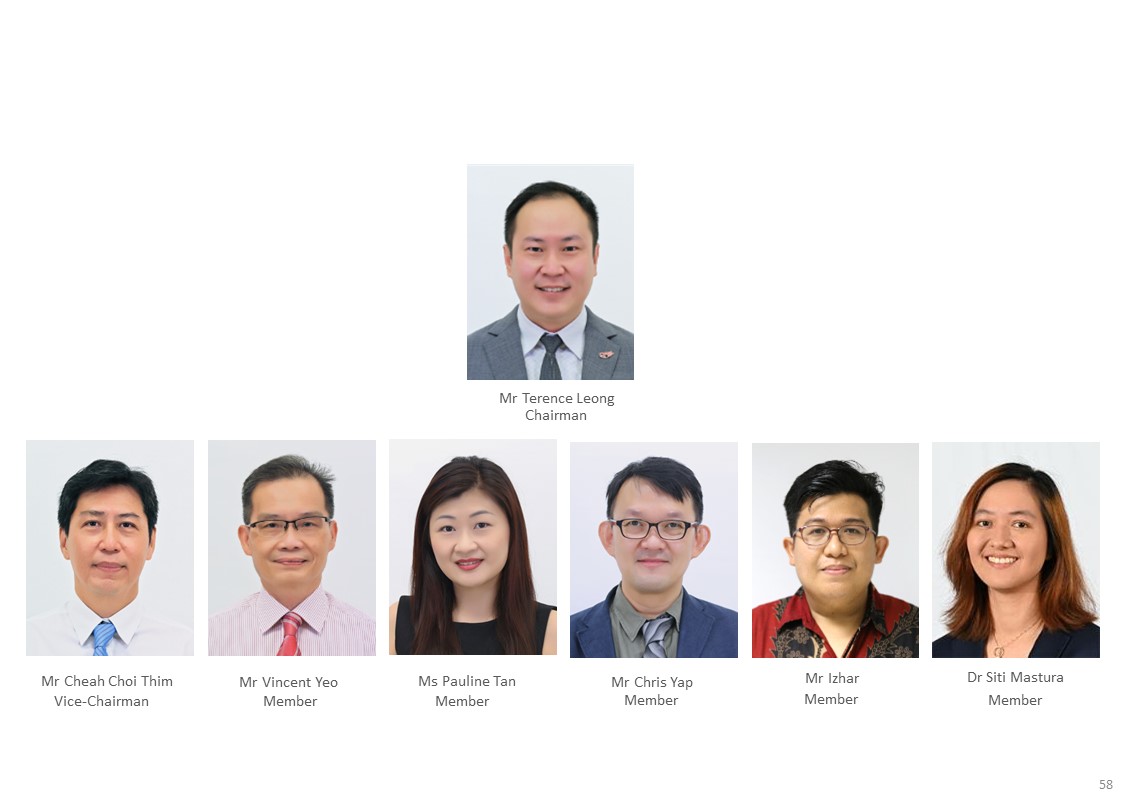 Mr Terence Leong
Chairman
Mr Cheah Choi Thim
Vice-Chairman
Mr Vincent Yeo
Member
Ms Pauline Tan
Member
Mr Chris Yap
Member
Mr Izhar
Member
Dr Siti Mastura
Member
58